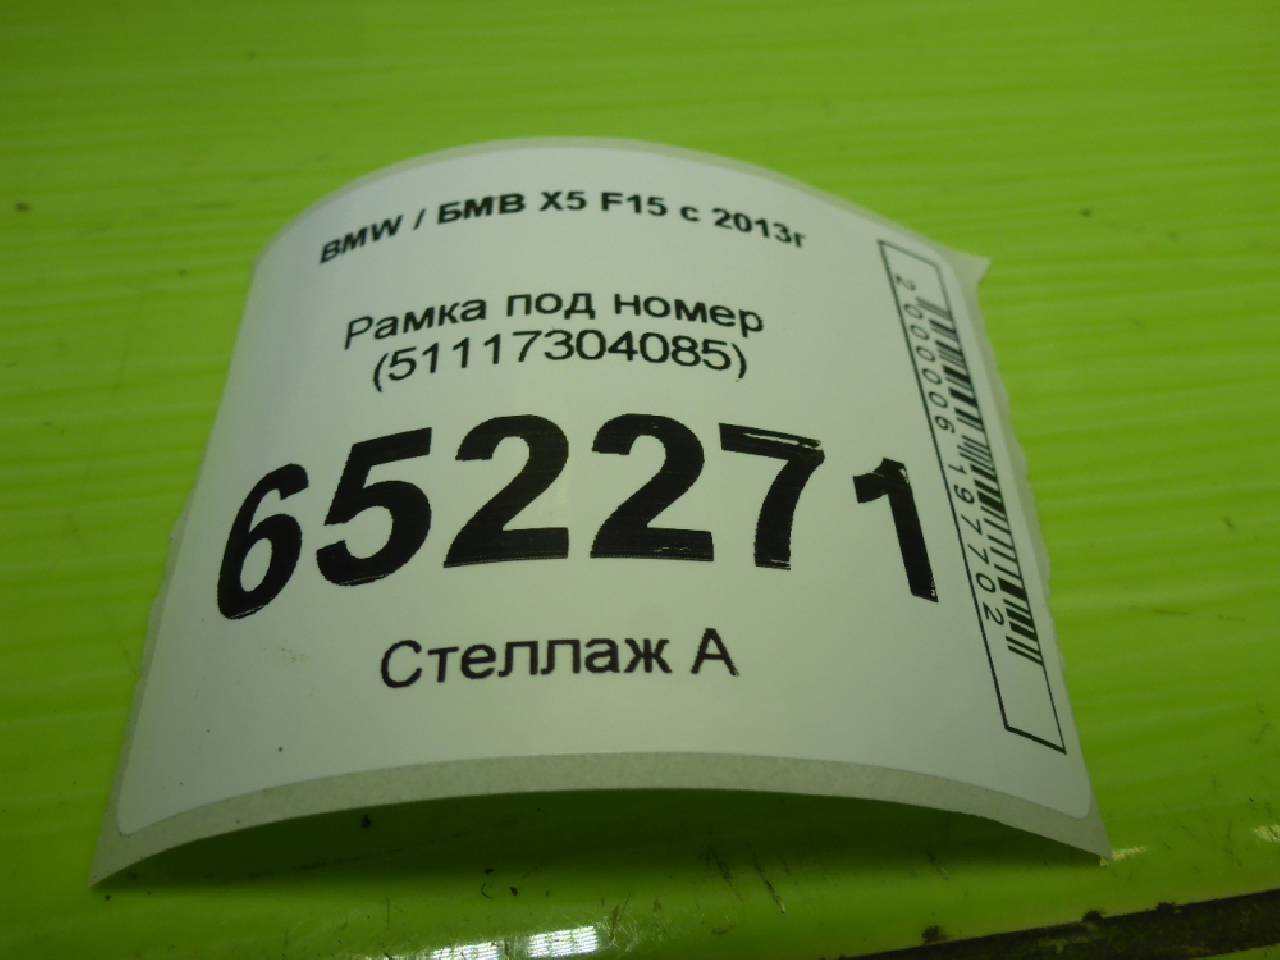 BMW / БМВ X5 F15 с 2013г
Рамка под номер
(51117304085)
652271
Стеллаж А
2000006197702